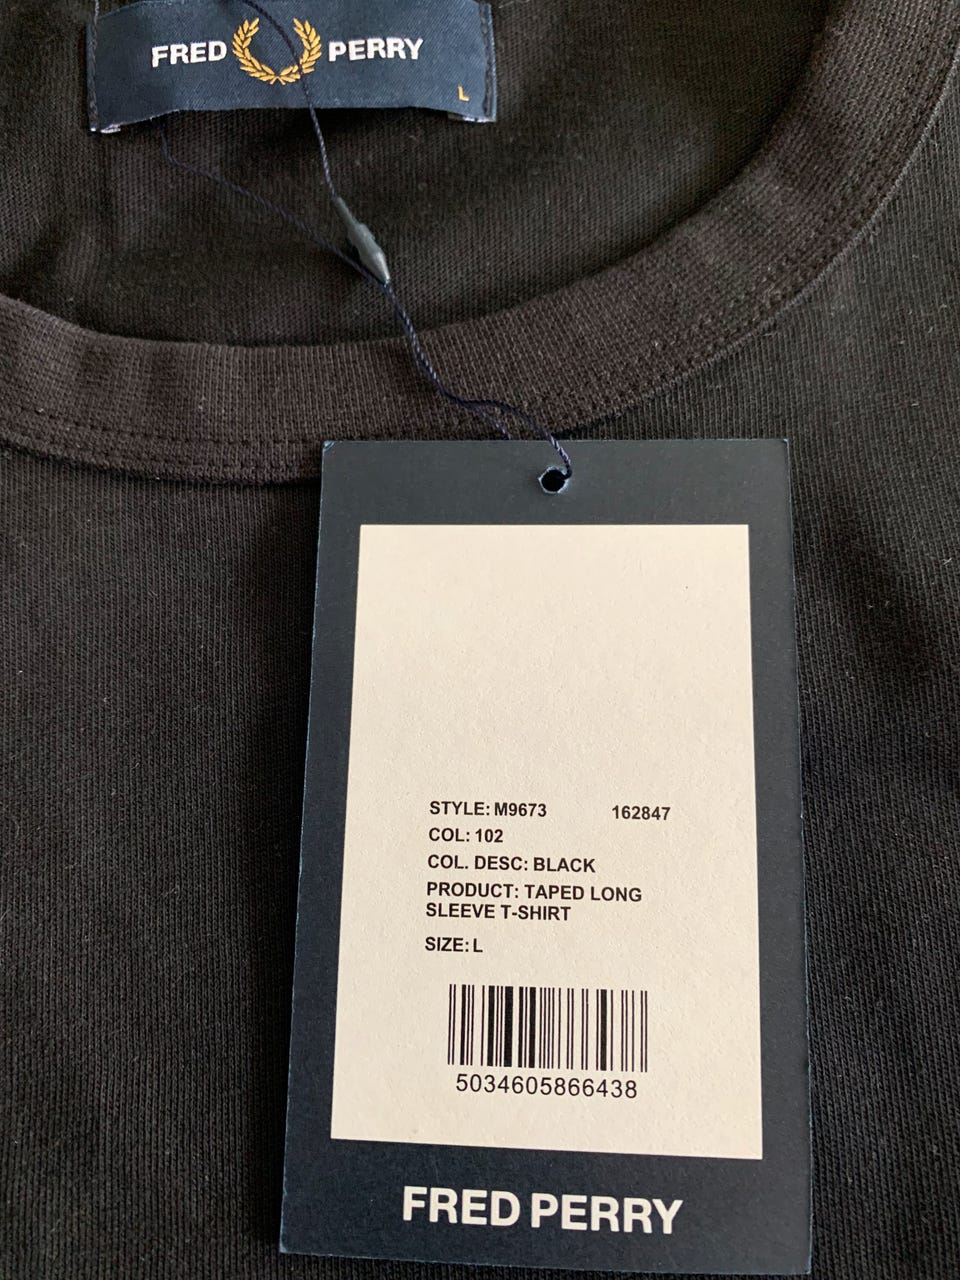 FRED PERRY
L
STYLE: M9673 162847
COL: 102
COL. DESC: BLACK
PRODUCT: TAPED LONG
SLEEVE T-SHIRT
SIZE: L
5034605866438
FRED PERRY